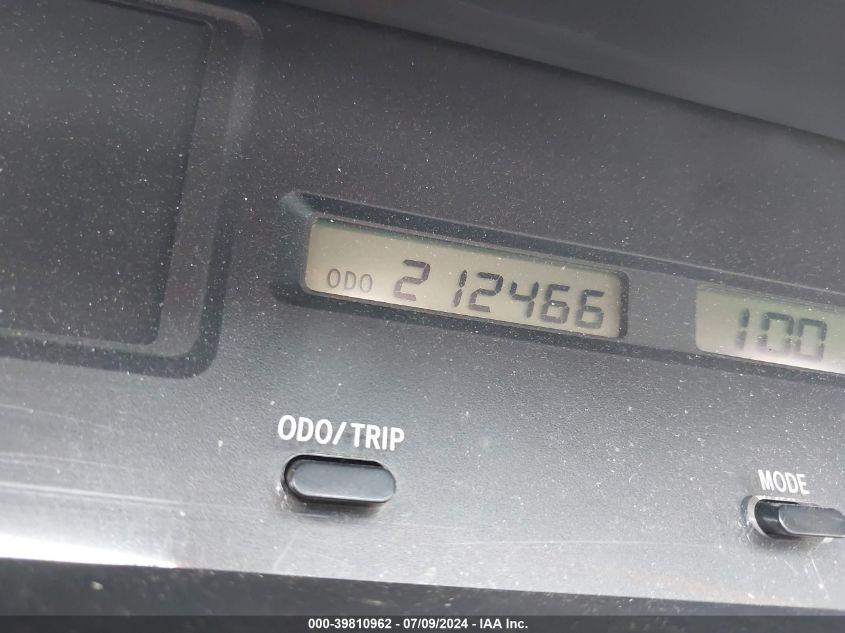 ODO 212466
100
ODO/TRIP
MODE
000-39810962 - 07/09/2024 - IAA Inc.